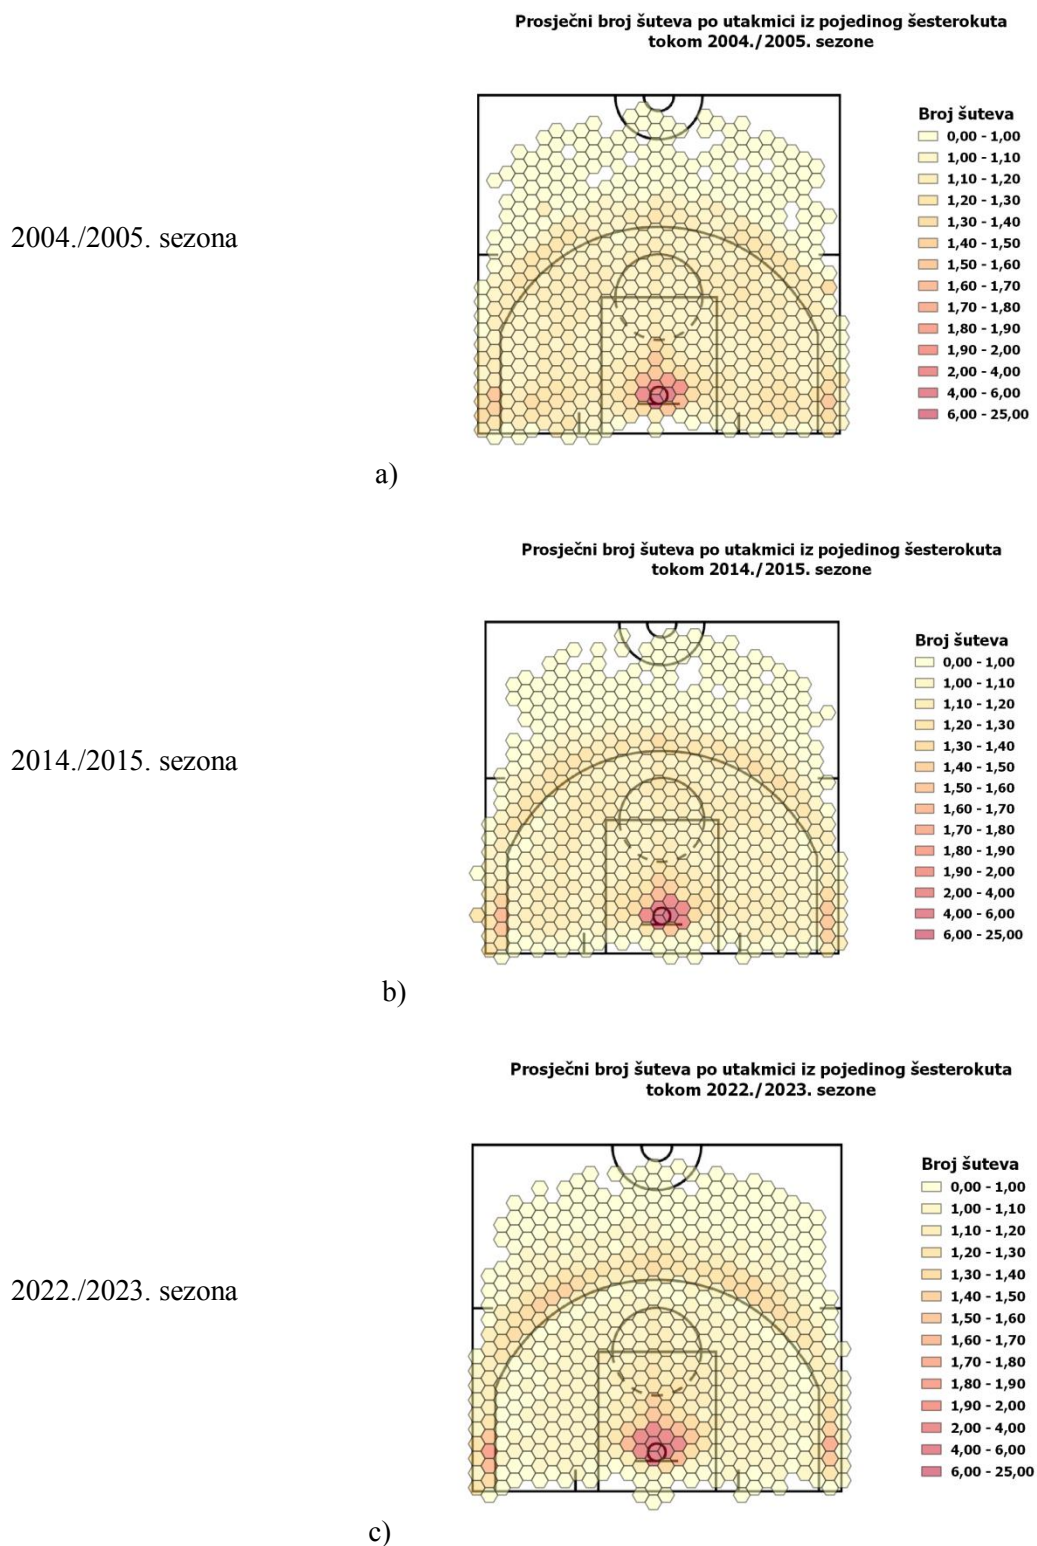 Prosječni broj šuteva po utakmici iz pojedinog šesterokuta
tokom 2004./2005. sezone
2004./2005. sezona
Broj šuteva
0,00 - 1,00
1,00 - 1,10
1,10 - 1,20
1,20 - 1,30
1,30 - 1,40
1,40 - 1,50
1,50 - 1,60
1,60 - 1,70
1,70 - 1,80
1,80 - 1,90
1,90 - 2,00
2,00 - 4,00
4,00 - 6,00
6,00 - 25,00
a)
Prosječni broj šuteva po utakmici iz pojedinog šesterokuta
tokom 2014./2015. sezone
2014./2015. sezona
Broj šuteva
0,00 - 1,00
1,00 - 1,10
1,10 - 1,20
1,20 - 1,30
1,30 - 1,40
1,40 - 1,50
1,50 - 1,60
1,60 - 1,70
1,70 - 1,80
1,80 - 1,90
1,90 - 2,00
2,00 - 4,00
4,00 - 6,00
6,00 - 25,00
b)
Prosječni broj šuteva po utakmici iz pojedinog šesterokuta
tokom 2022./2023. sezone
2022./2023. sezona
Broj šuteva
0,00 - 1,00
1,00 - 1,10
1,10 - 1,20
1,20 - 1,30
1,30 - 1,40
1,40 - 1,50
1,50 - 1,60
1,60 - 1,70
1,70 - 1,80
1,80 - 1,90
1,90 - 2,00
2,00 - 4,00
4,00 - 6,00
6,00 - 25,00
c)